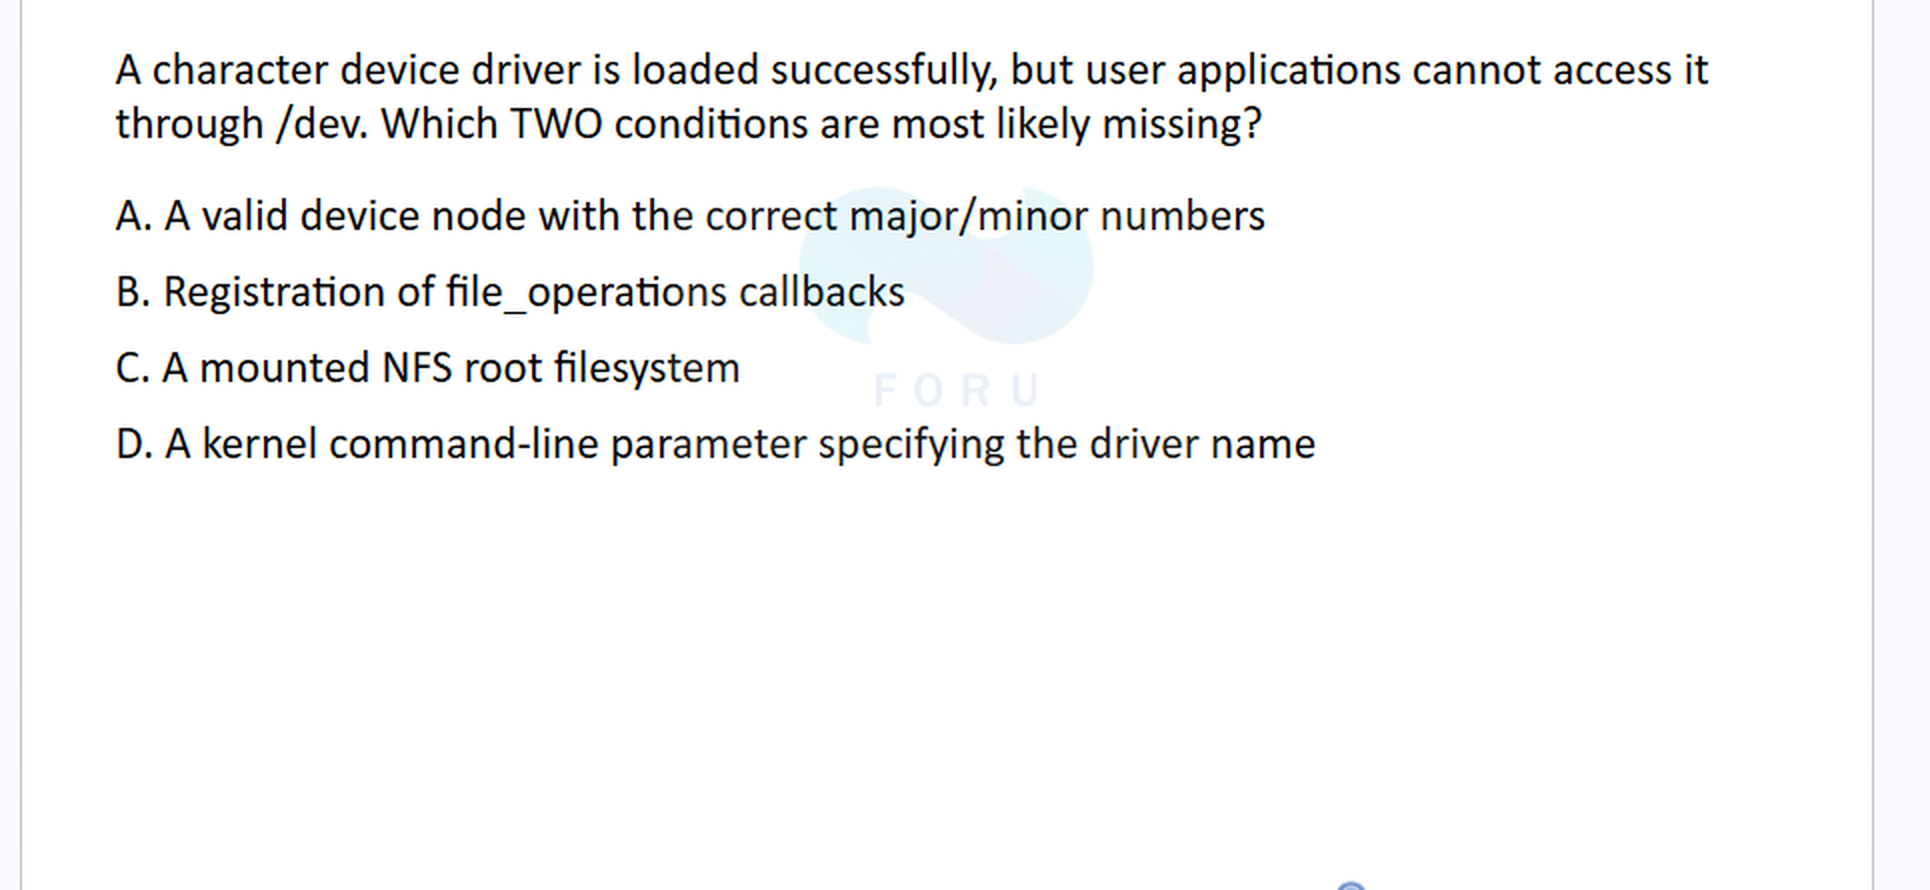 A character device driver is loaded successfully, but user applications cannot access it
through /dev. Which TWO conditions are most likely missing?
A. A valid device node with the correct major/minor numbers
B. Registration of file_operations callbacks
C. A mounted NFS root filesystem
FORU
D. A kernel command-line parameter specifying the driver name